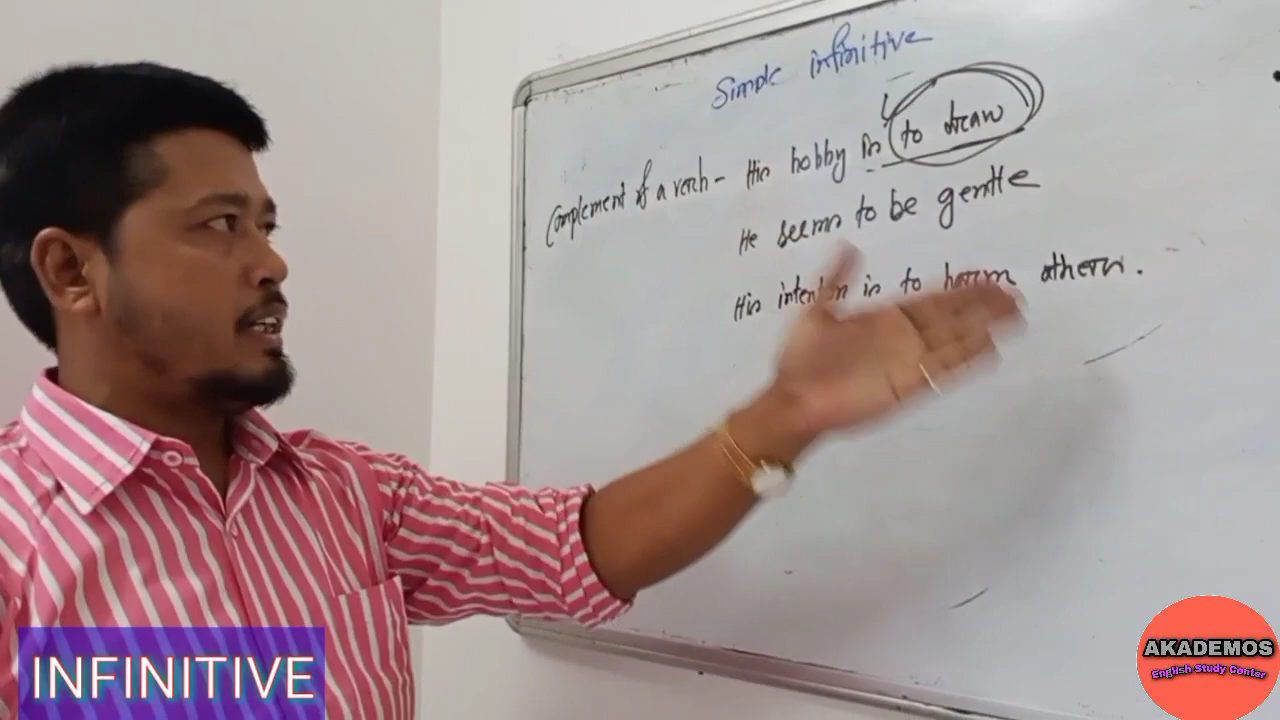 Simple infinitive
Complement of a verb - His hobby is to draw
He seems to be gentle
His is to harm others.
INFINITIVE
AKADEMOS
English Study Center